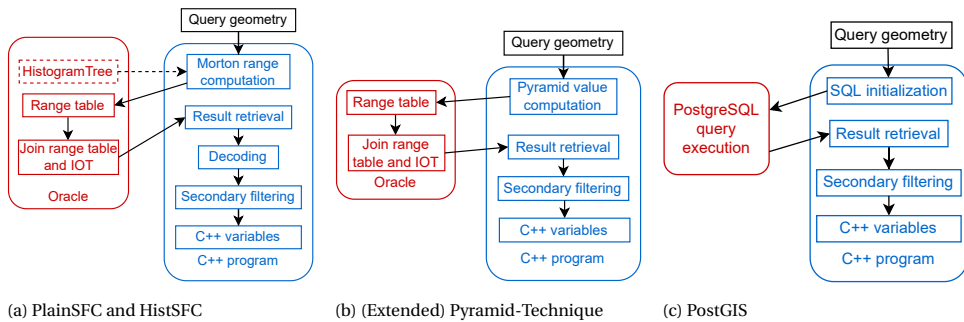 Query geometry
HistogramTree
Morton range
computation
Range table
Result retrieval
Join range table
and IOT
Decoding
Oracle
Secondary filtering
C++ variables
C++ program
(a) PlainSFC and HistSFC
Query geometry
Pyramid value
computation
Range table
Join range
table and IOT
Result retrieval
Oracle
Secondary filtering
C++ variables
C++ program
(b) (Extended) Pyramid-Technique
Query geometry
SQL initialization
PostgreSQL
query
execution
Result retrieval
Secondary filtering
C++ variables
C++ program
(c) PostGIS